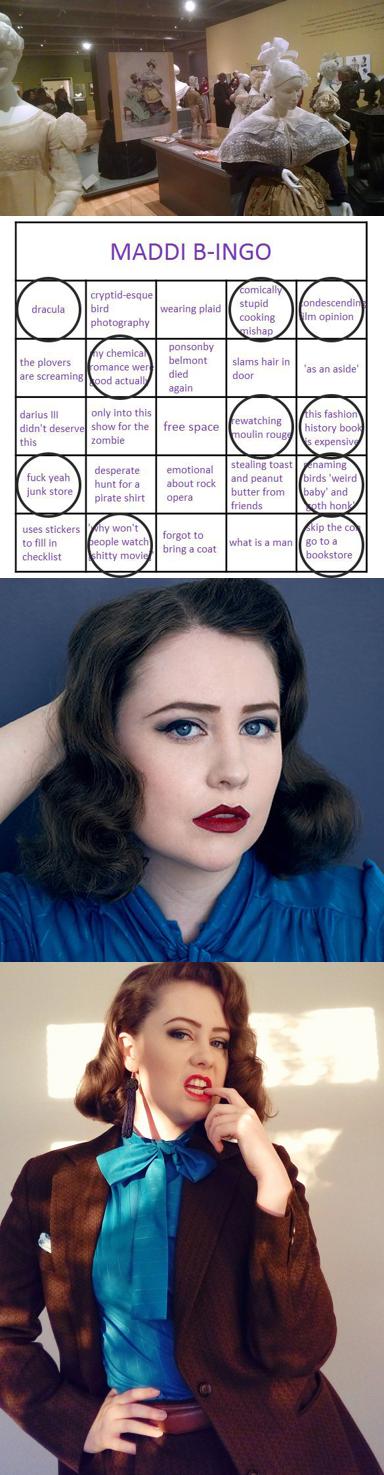 MADDI B-INGO
dracula
cryptid-esque
bird
photography
wearing plaid
comically
stupid
cooking
mishap
condescending
film opinion
the plovers
are screaming
my chemical
romance were
good actually
ponsonby
belmont
died
again
slams hair in
door
'as an aside'
darius III
didn't deserve
this
only into this
show for the
zombie
free space
rewatching
moulin rouge
this fashion
history book
is expensive
fuck yeah
junk store
desperate
hunt for a
pirate shirt
emotional
about rock
opera
stealing toast
and peanut
butter from
friends
renaming
birds 'weird
baby' and
'goth honk'
uses stickers
to fill in
checklist
'why won't
people watch
shitty movie'
forgot to
bring a coat
what is a man
skip the con
go to a
bookstore